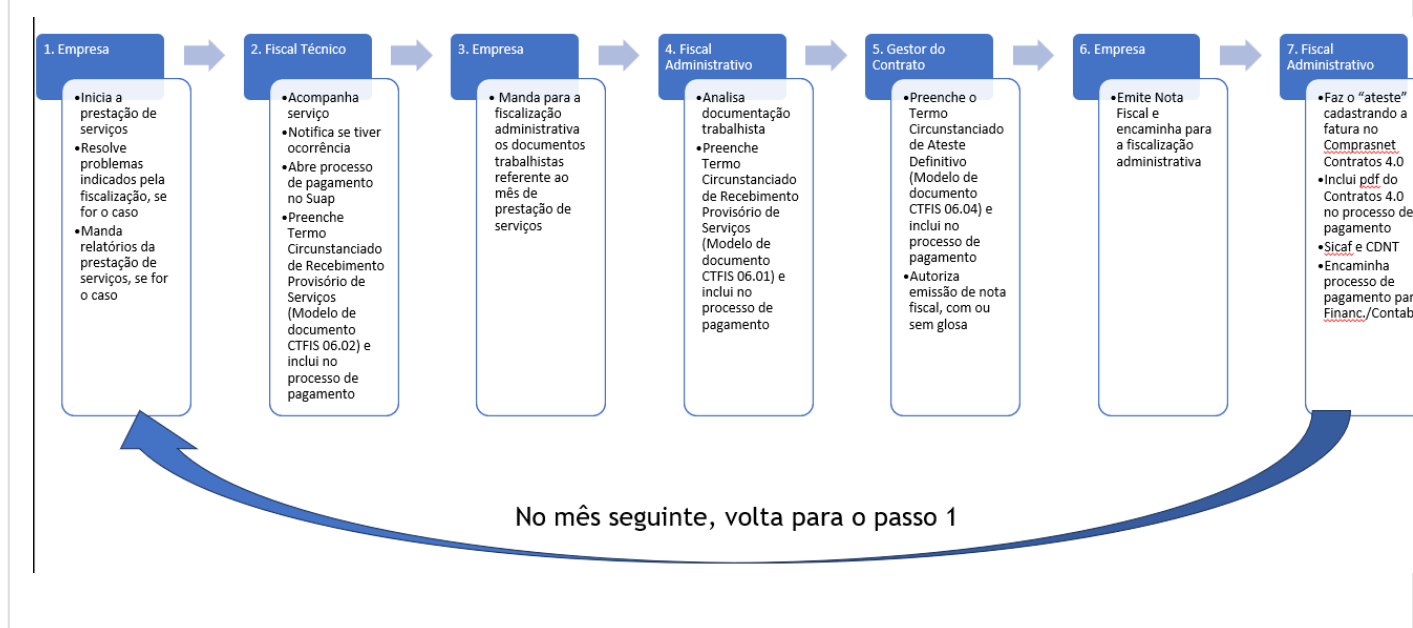 1. Empresa
•Inicia a
prestação de
serviços
•Resolve
problemas
indicados pela
fiscalização, se
for o caso
•Manda
relatórios da
prestação de
serviços, se for
o caso
2. Fiscal Técnico
•Acompanha
serviço
•Notifica se tiver
ocorrência
•Abre processo
de pagamento
no Suap
•Preenche
Termo
Circunstanciado
de Recebimento
Provisório de
Serviços
(Modelo de
documento
CTFIS 06.02) e
inclui no
processo de
pagamento
3. Empresa
• Manda para a
fiscalização
administrativa
os documentos
trabalhistas
referente ao
mês de
prestação de
serviços
4. Fiscal
Administrativo
•Analisa
documentação
trabalhista
•Preenche
Termo
Circunstanciado
de Recebimento
Provisório de
Serviços
(Modelo de
documento
CTFIS 06.01) e
inclui no
processo de
pagamento
5. Gestor do
Contrato
•Preenche o
Termo
Circunstanciado
de Ateste
Definitivo
(Modelo de
documento
CTFIS 06.04) e
inclui no
processo de
pagamento
•Autoriza
emissão de nota
fiscal, com ou
sem glosa
6. Empresa
•Emite Nota
Fiscal e
encaminha para
a fiscalização
administrativa
7. Fiscal
Administrativo
•Faz o “ateste”
cadastrando a
fatura no
Comprasnet
Contratos 4.0
•Inclui pdf do
Contratos 4.0
no processo de
pagamento
•Sicaf e CDNT
•Encaminha
processo de
pagamento par
Financ./Contab
No mês seguinte, volta para o passo 1